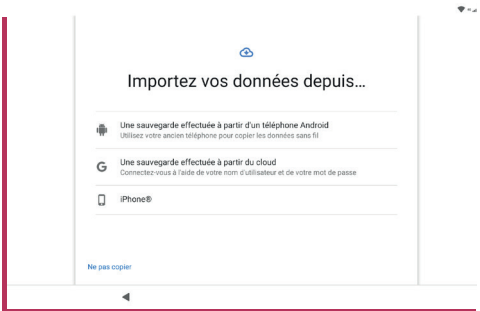 Importez vos données depuis...
Une sauvegarde effectuée à partir d'un téléphone Android
Utilisez votre ancien téléphone pour copier les données sans fil
Une sauvegarde effectuée à partir du cloud
Connectez-vous à l'aide de votre nom d'utilisateur et de votre mot de passe
iPhone®
Ne pas copier